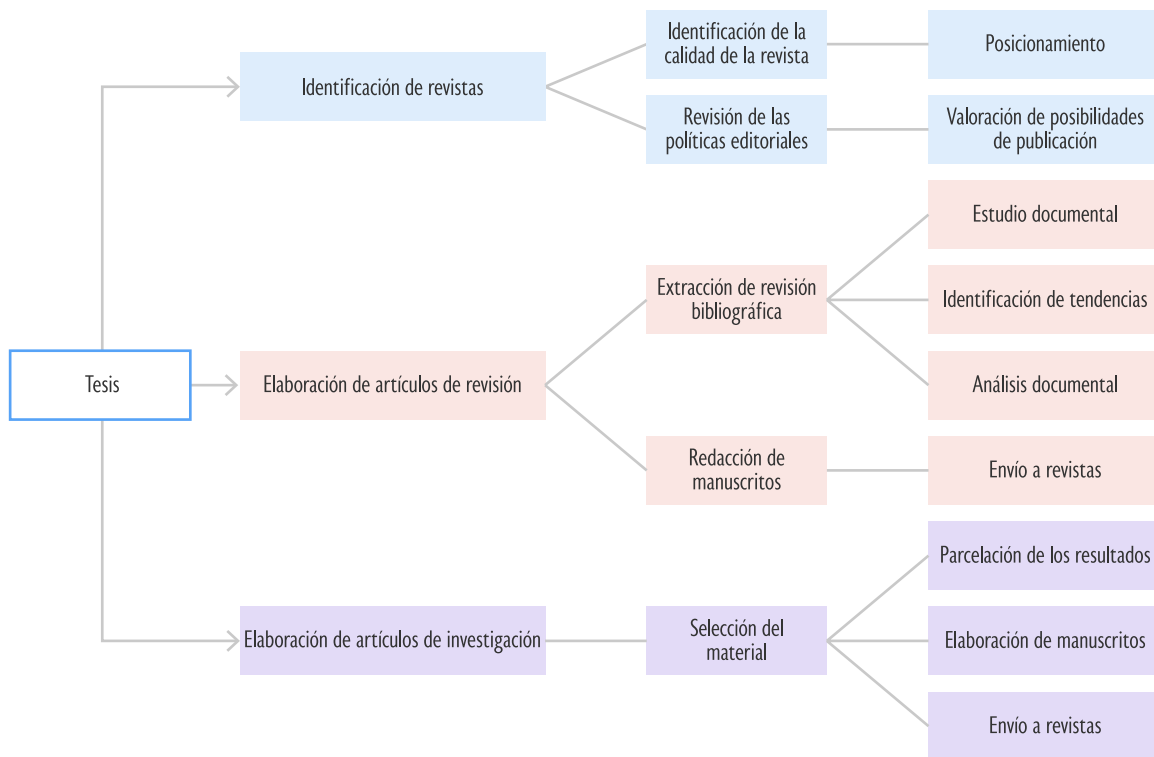 Identificación de la
calidad de la revista
Posicionamiento
Identificación de revistas
Revisión de las
políticas editoriales
Valoración de posibilidades
de publicación
Estudio documental
Extracción de revisión
bibliográfica
Identificación de tendencias
Tesis
Elaboración de artículos de revisión
Análisis documental
Redacción de
manuscritos
Envío a revistas
Parcelación de los resultados
Elaboración de artículos de investigación
Selección del
material
Elaboración de manuscritos
Envío a revistas